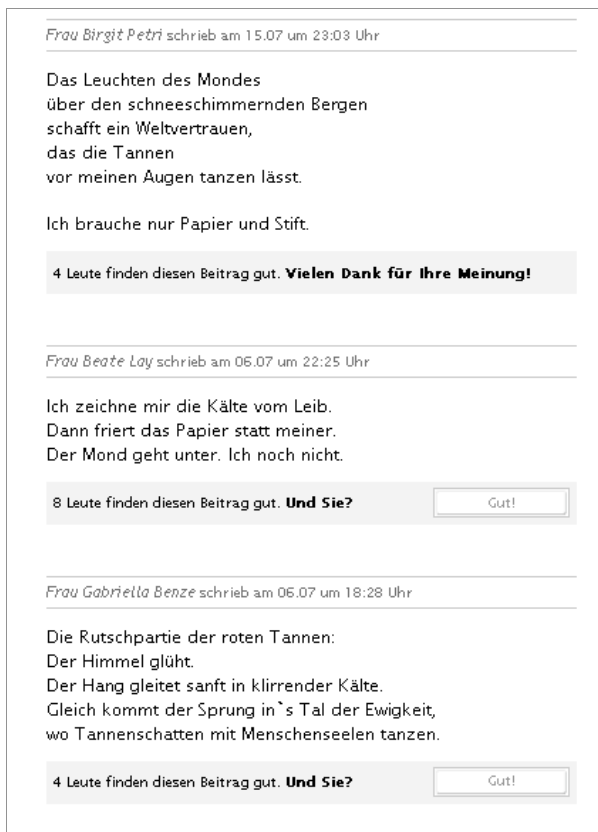 Frau Birgit Petri schrieb am 15.07 um 23:03 Uhr
Das Leuchten des Mondes
über den schneeschimmernden Bergen
schafft ein Weltvertrauen,
das die Tannen
vor meinen Augen tanzen lässt.
Ich brauche nur Papier und Stift.
4 Leute finden diesen Beitrag gut. Vielen Dank für Ihre Meinung!
Frau Beate Lay schrieb am 06.07 um 22:25 Uhr
Ich zeichne mir die Kälte vom Leib.
Dann friert das Papier statt meiner.
Der Mond geht unter. Ich noch nicht.
8 Leute finden diesen Beitrag gut. Und Sie? Gut!
Frau Gabriella Benze schrieb am 06.07 um 18:28 Uhr
Die Rutschpartie der roten Tannen:
Der Himmel glüht.
Der Hang gleitet sanft in klirrender Kälte.
Gleich kommt der Sprung in`s Tal der Ewigkeit,
wo Tannenschatten mit Menschenseelen tanzen.
4 Leute finden diesen Beitrag gut. Und Sie? Gut!